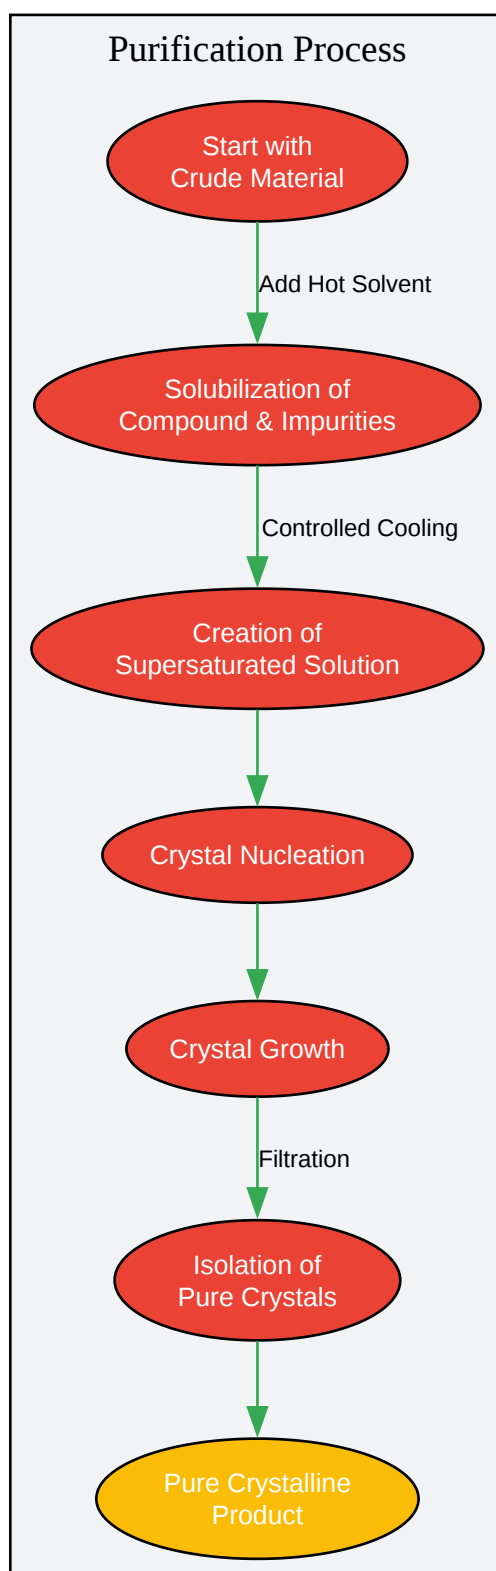 Purification Process
Start with
Crude Material
Add Hot Solvent
Solubilization of
Compound & Impurities
Controlled Cooling
Creation of
Supersaturated Solution
Crystal Nucleation
Crystal Growth
Filtration
Isolation of
Pure Crystals
Pure Crystalline
Product